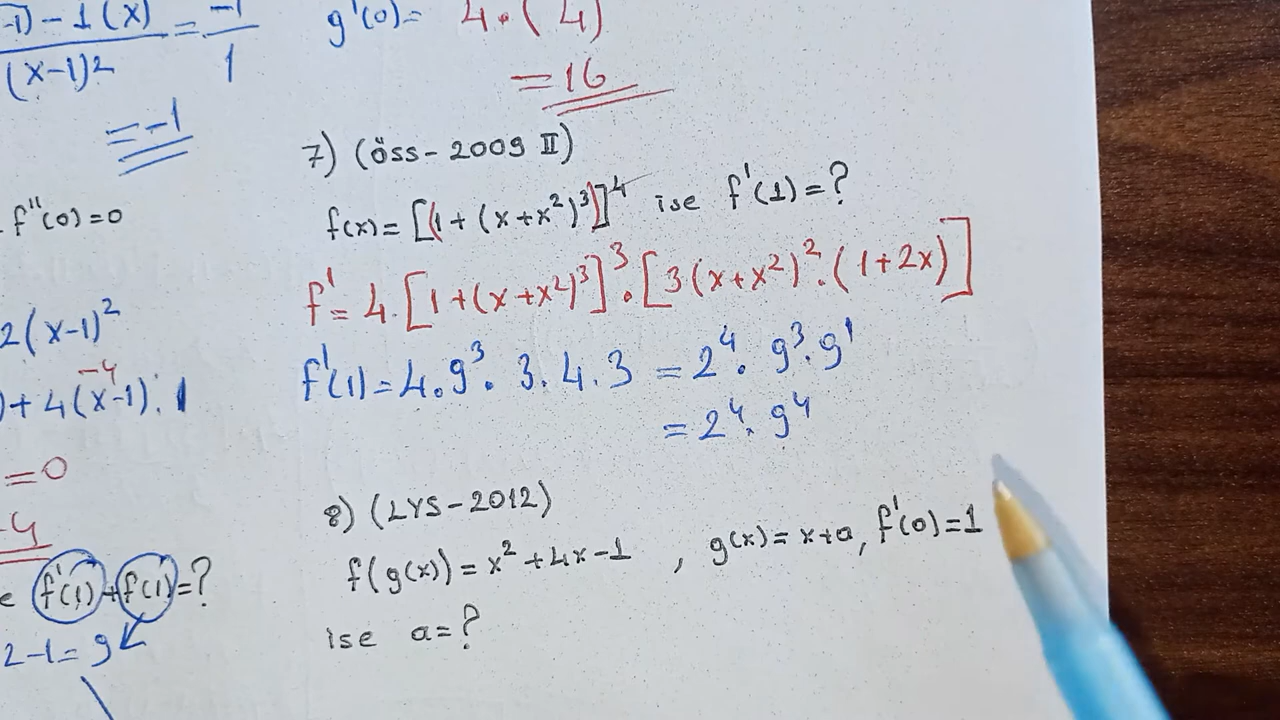 -1) - 1(x) / (x-1)² = -1/1
= -1
f''(0)=0
2(x-1)²
-4
)+ 4(x-1).1
=0
-4
e f'(1)+f(1)=?
2-1=9
g'(0)= 4.(4)
=16
7) (ÖSS-2009 II)
f(x)= [(1+(x+x²)³)]⁴ ise f'(1)=?
f'= 4.[1+(x+x²)³]³.[3(x+x²)².(1+2x)]
f'(1)=4.9³.3.4.3 = 2⁴.9³.9¹
= 2⁴.9⁴
8) (LYS-2012)
f(g(x))=x²+4x-1 , g(x)=x+a, f'(0)=1
ise a=?